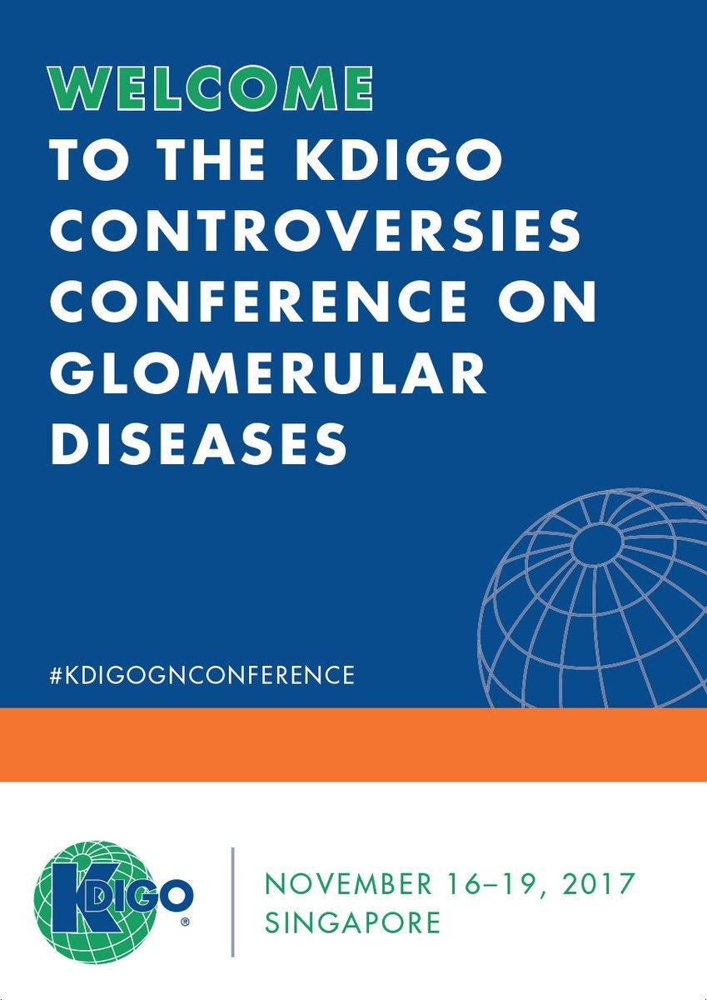 WELCOME
TO THE KDIGO
CONTROVERSIES
CONFERENCE ON
GLOMERULAR
DISEASES
#KDIGOGNCONFERENCE
KDIGO®
NOVEMBER 16–19, 2017
SINGAPORE